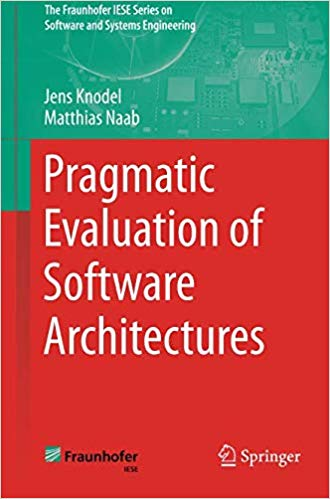 The Fraunhofer IESE Series on
Software and Systems Engineering
Jens Knodel
Matthias Naab
Pragmatic
Evaluation of
Software
Architectures
Fraunhofer
IESE
Springer